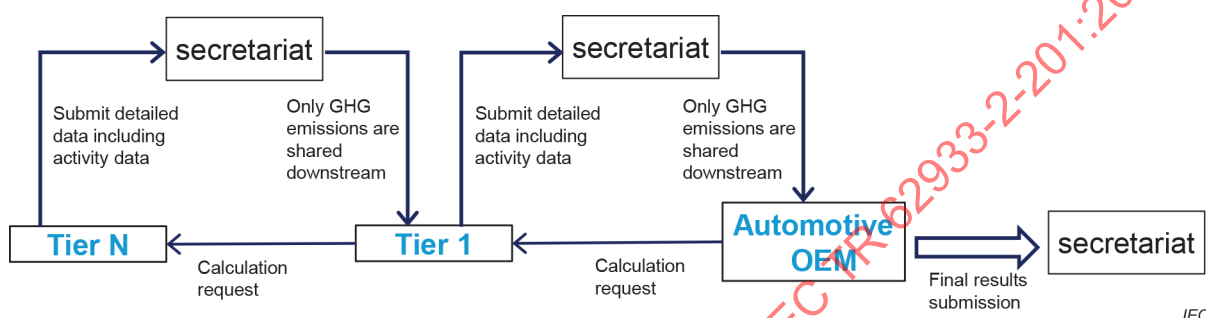 secretariat
Submit detailed
data including
activity data
Only GHG
emissions are
shared
downstream
secretariat
Submit detailed
data including
activity data
Only GHG
emissions are
shared
downstream
Tier N
Calculation
request
Tier 1
Calculation
request
Automotive
OEM
Final results
submission
secretariat
IEC
IEC TR 62933-2-201:20